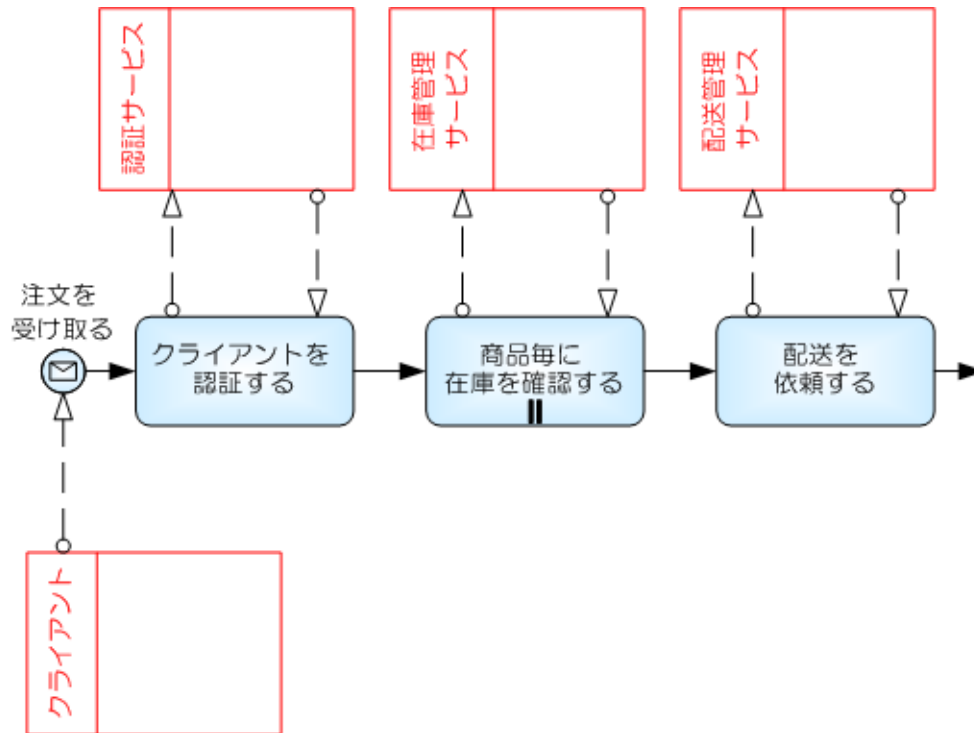 認証サービス
在庫管理
サービス
配送管理
サービス
注文を
受け取る
クライアントを
認証する
商品毎に
在庫を確認する
配送を
依頼する
クライアント